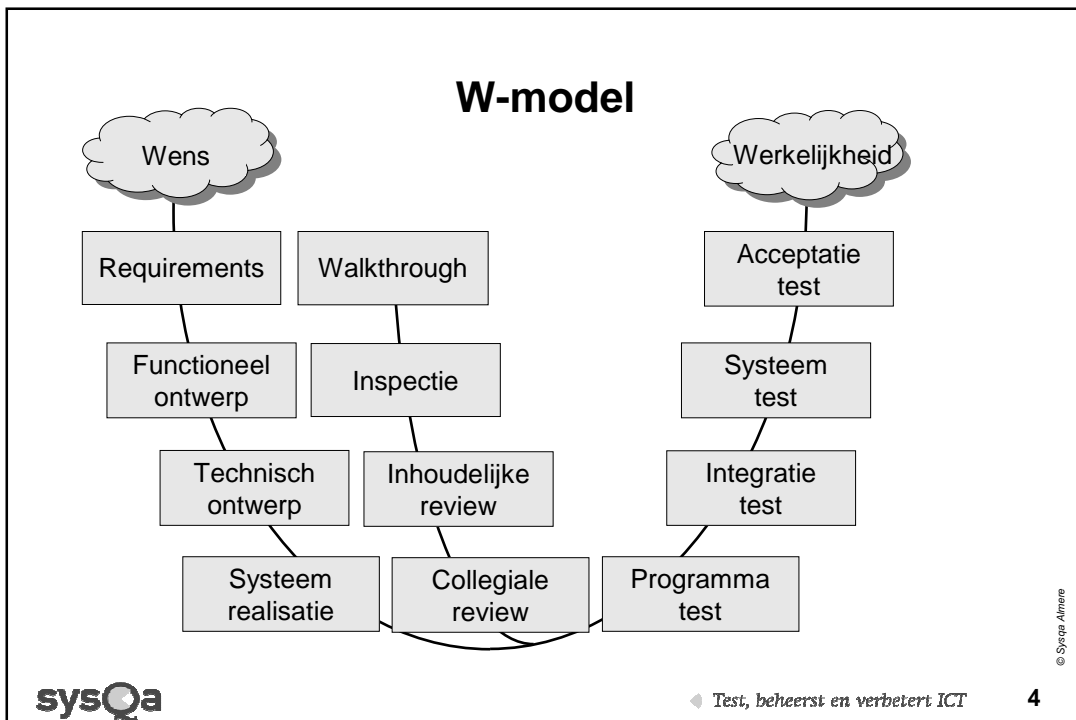 W-model
Wens
Werkelijkheid
Requirements
Walkthrough
Acceptatie
test
Functioneel
ontwerp
Inspectie
Systeem
test
Technisch
ontwerp
Inhoudelijke
review
Integratie
test
Systeem
realisatie
Collegiale
review
Programma
test
© Sysqa Almere
sysQa
Test, beheerst en verbetert ICT
4